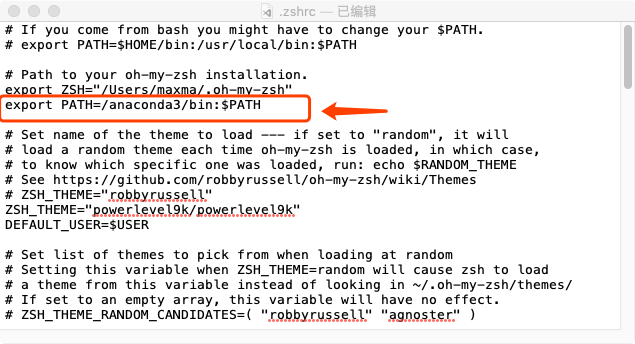 .zshrc — 已编辑
# If you come from bash you might have to change your $PATH.
# export PATH=$HOME/bin:/usr/local/bin:$PATH
# Path to your oh-my-zsh installation.
export ZSH="/Users/maxma/.oh-my-zsh"
export PATH=/anaconda3/bin:$PATH
# Set name of the theme to load --- if set to "random", it will
# load a random theme each time oh-my-zsh is loaded, in which case,
# to know which specific one was loaded, run: echo $RANDOM_THEME
# See https://github.com/robbyrussell/oh-my-zsh/wiki/Themes
# ZSH_THEME="robbyrussell"
ZSH_THEME="powerlevel9k/powerlevel9k"
DEFAULT_USER=$USER
# Set list of themes to pick from when loading at random
# Setting this variable when ZSH_THEME=random will cause zsh to load
# a theme from this variable instead of looking in ~/.oh-my-zsh/themes/
# If set to an empty array, this variable will have no effect.
# ZSH_THEME_RANDOM_CANDIDATES=( "robbyrussell" "agnoster" )